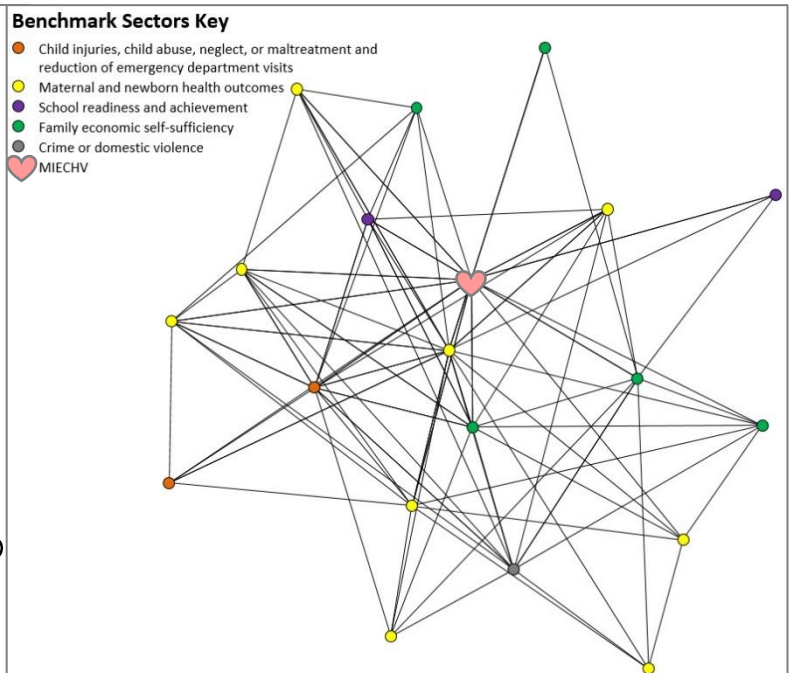 Benchmark Sectors Key
Child injuries, child abuse, neglect, or maltreatment and
reduction of emergency department visits
Maternal and newborn health outcomes
School readiness and achievement
Family economic self-sufficiency
Crime or domestic violence
MIECHV
)